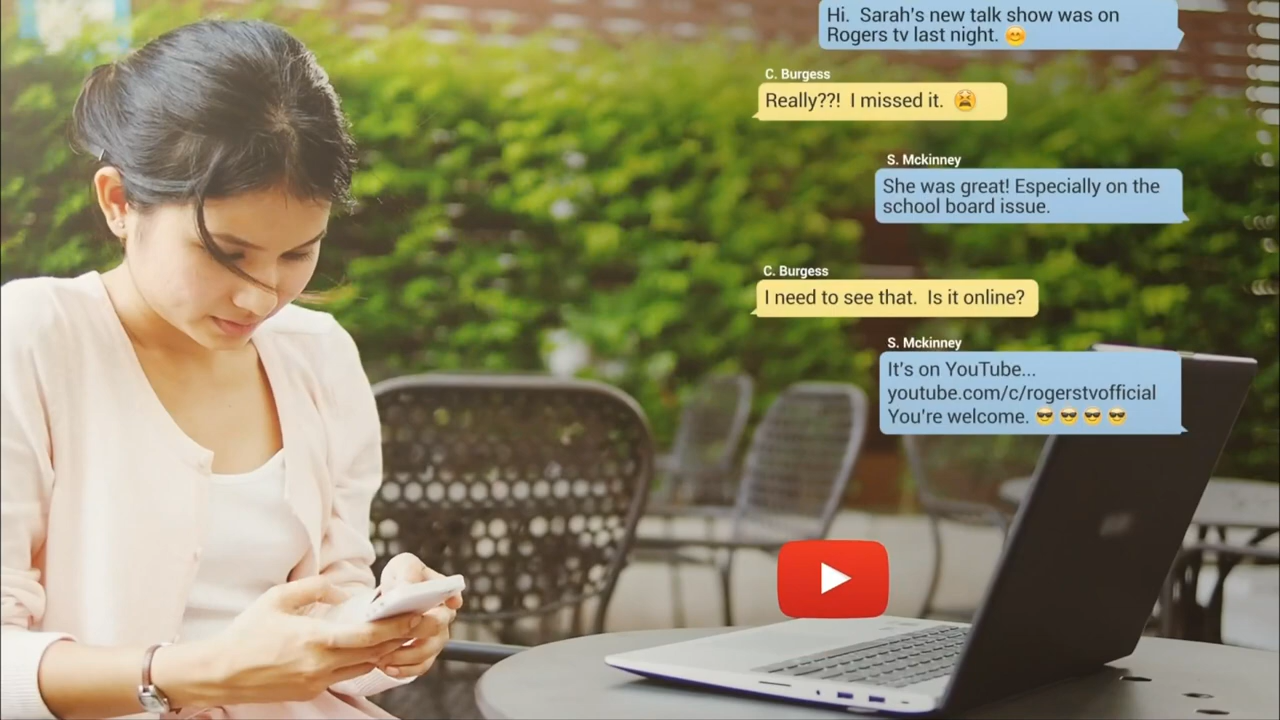 Hi.  Sarah's new talk show was on
Rogers tv last night. 😊
C. Burgess
Really??!  I missed it.  😫
S. Mckinney
She was great! Especially on the
school board issue.
C. Burgess
I need to see that.  Is it online?
S. Mckinney
It's on YouTube...
youtube.com/c/rogerstvofficial
You're welcome. 😎😎😎😎